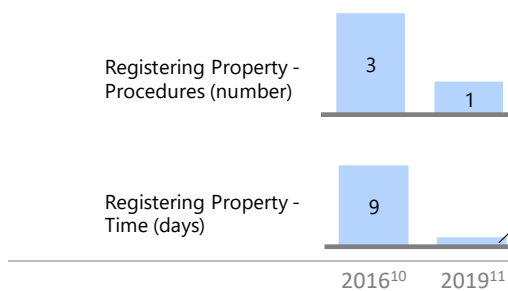 Registering Property -
Procedures (number)
3
1
Registering Property -
Time (days)
9
2016¹⁰ 2019¹¹